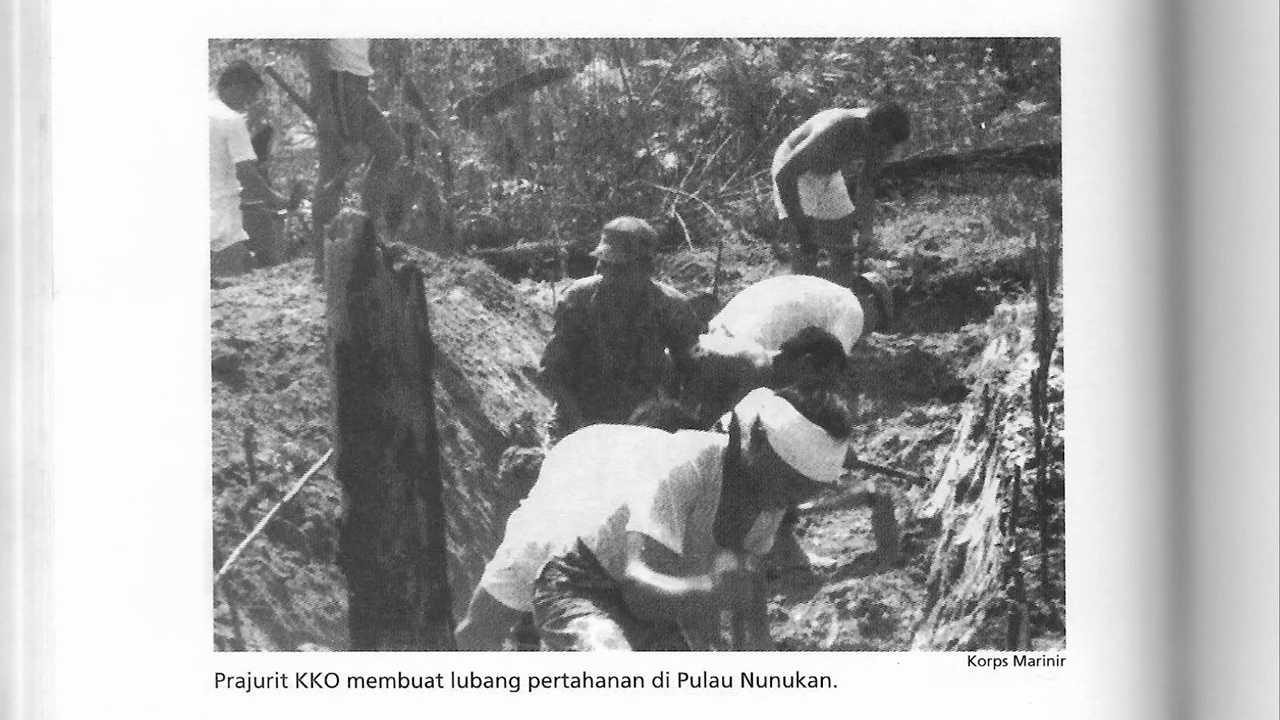 Korps Marinir
Prajurit KKO membuat lubang pertahanan di Pulau Nunukan.